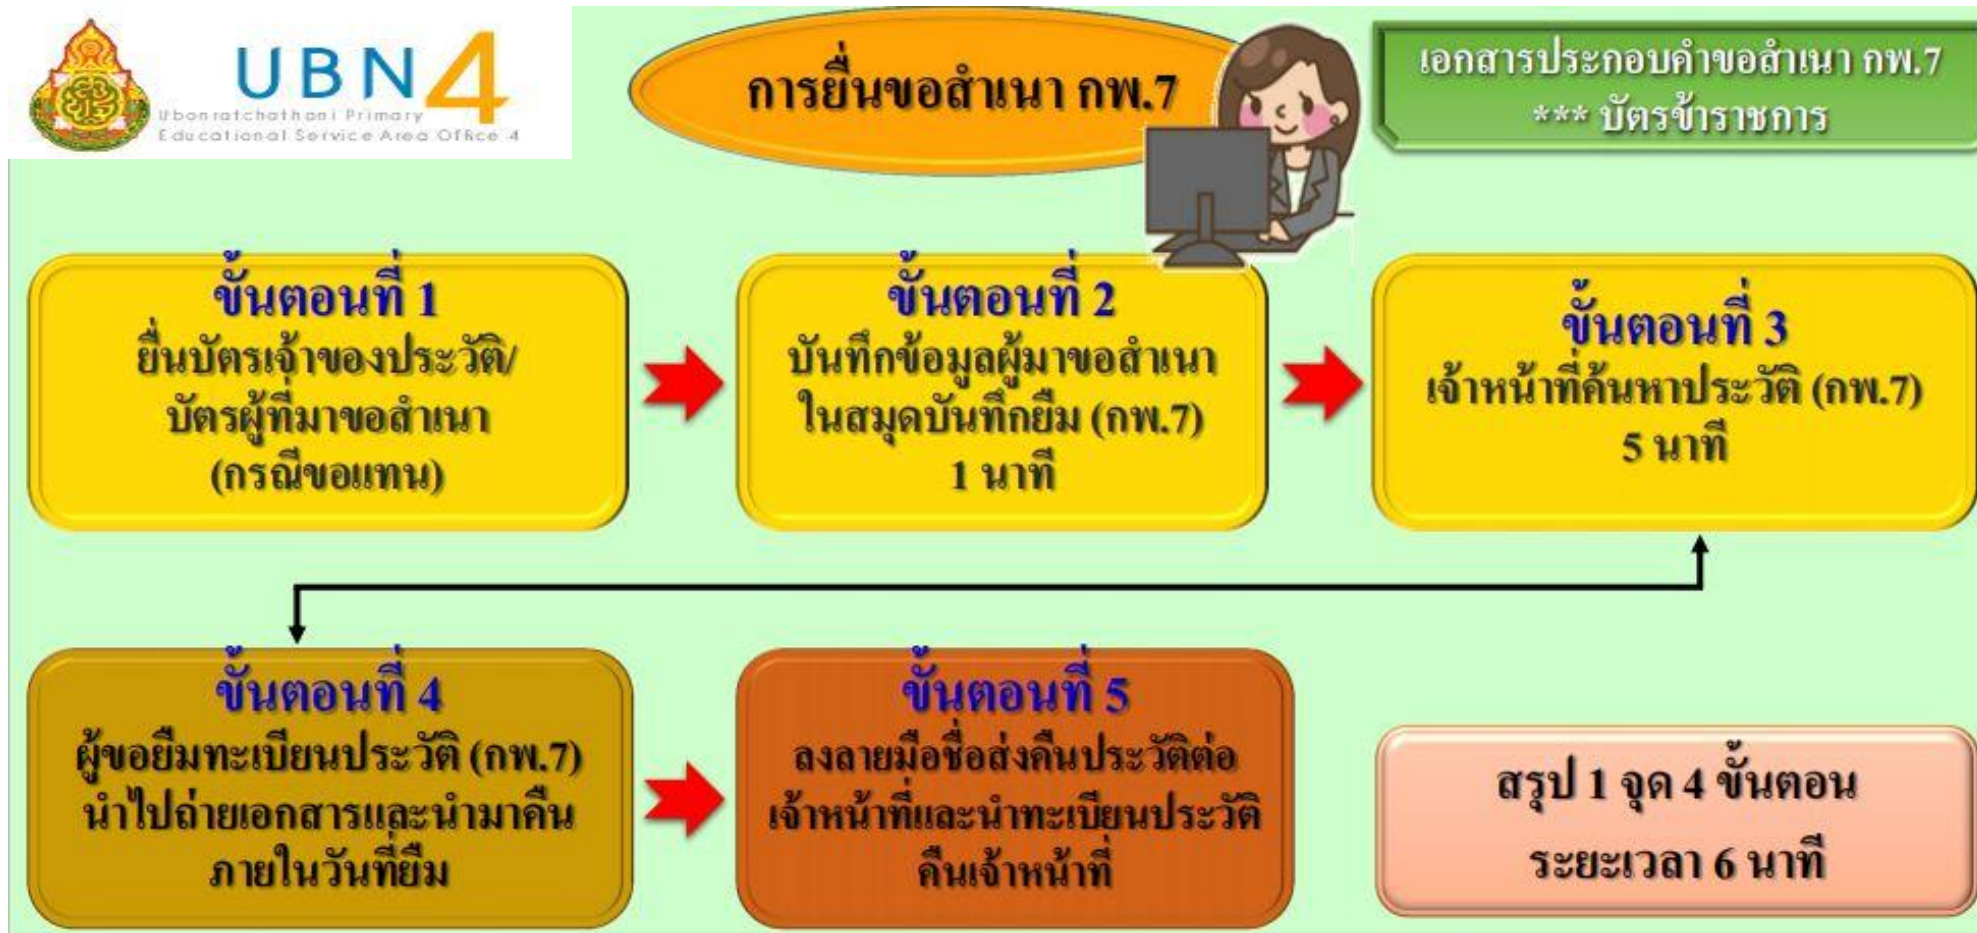 UBN4
Ubonratchathani Primary
Educational Service Area Office 4
การยื่นขอสำเนา กพ.7
เอกสารประกอบคำขอสำเนา กพ.7
*** บัตรข้าราชการ
ขั้นตอนที่ 1
ยื่นบัตรเจ้าของประวัติ/
บัตรผู้ที่มาขอสำเนา
(กรณีขอแทน)
ขั้นตอนที่ 2
บันทึกข้อมูลผู้มาขอสำเนา
ในสมุดบันทึกยืม (กพ.7)
1 นาที
ขั้นตอนที่ 3
เจ้าหน้าที่ค้นหาประวัติ (กพ.7)
5 นาที
ขั้นตอนที่ 4
ผู้ขอยืมทะเบียนประวัติ (กพ.7)
นำไปถ่ายเอกสารและนำมาคืน
ภายในวันที่ยืม
ขั้นตอนที่ 5
ลงลายมือชื่อส่งคืนประวัติต่อ
เจ้าหน้าที่และนำทะเบียนประวัติ
คืนเจ้าหน้าที่
สรุป 1 จุด 4 ขั้นตอน
ระยะเวลา 6 นาที